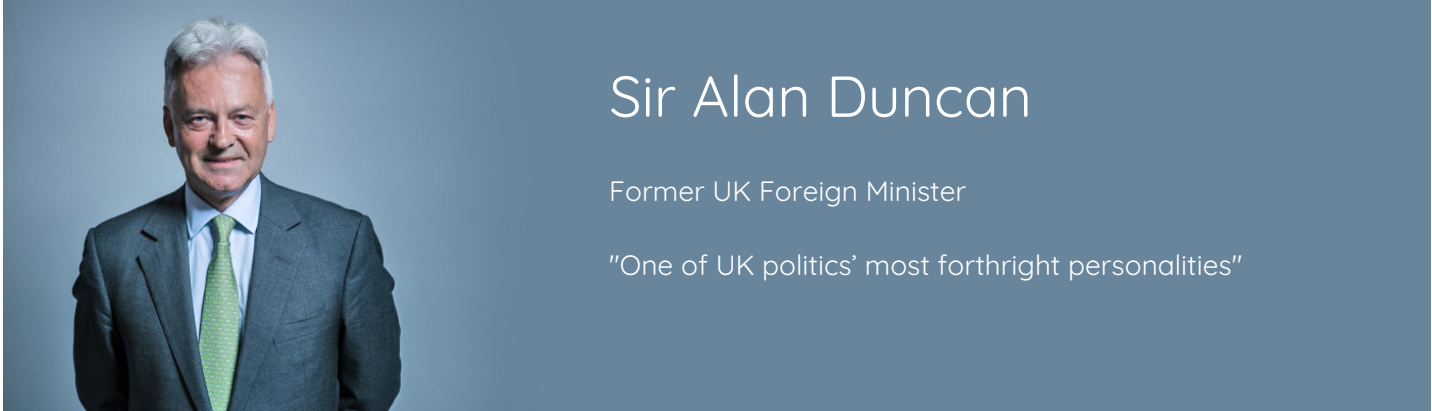 Sir Alan Duncan
Former UK Foreign Minister
"One of UK politics’ most forthright personalities"